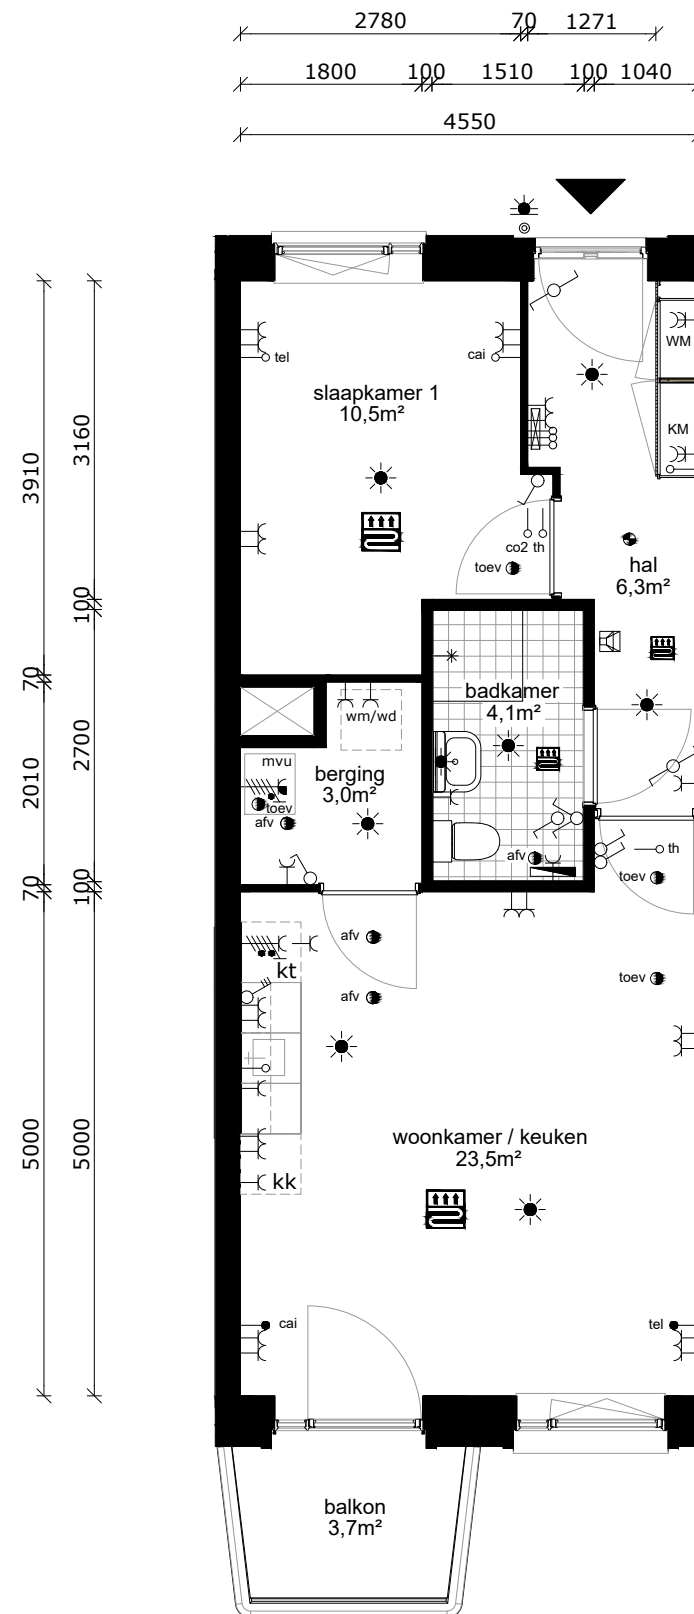 2780 70 1271
1800 100 1510 100 1040
4550
3910
70
2010
70
5000
3160
100
2700
100
5000
tel
cai
WM
KM
slaapkamer 1
10,5m²
co2 th
toev
hal
6,3m²
badkamer
4,1m²
wm/wd
mvu
berging
3,0m²
toev
afv
afv
th
toev
afv
kt
afv
toev
woonkamer / keuken
23,5m²
kk
cai
tel
balkon
3,7m²